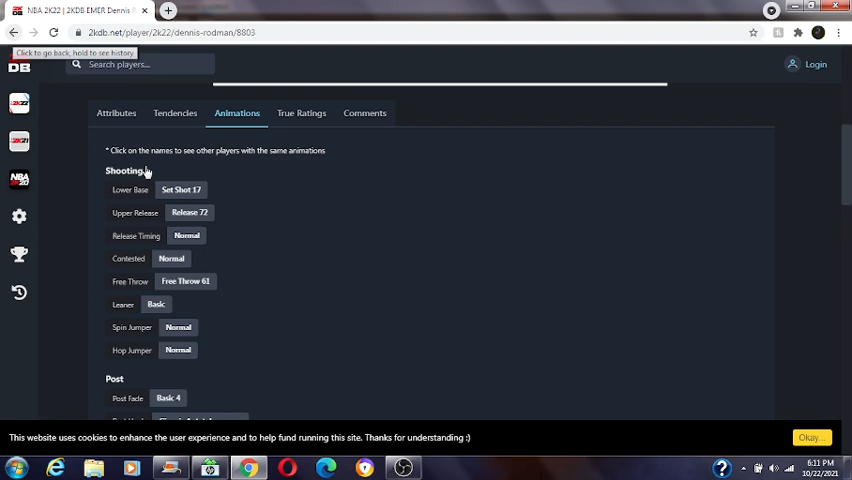 NBA 2K22 | 2KDB EMER Dennis R
2kdb.net/player/2k22/dennis-rodman/8803
Click to go back, hold to see history
DB
Search players...
Login
2K22
2K21
NBA
2K20
Attributes Tendencies Animations True Ratings Comments
* Click on the names to see other players with the same animations
Shooting
Lower Base Set Shot 17
Upper Release Release 72
Release Timing Normal
Contested Normal
Free Throw Free Throw 61
Leaner Basic
Spin Jumper Normal
Hop Jumper Normal
Post
Post Fade Basic 4
This website uses cookies to enhance the user experience and to help fund running this site. Thanks for understanding :)
Okay...
6:11 PM
10/22/2021